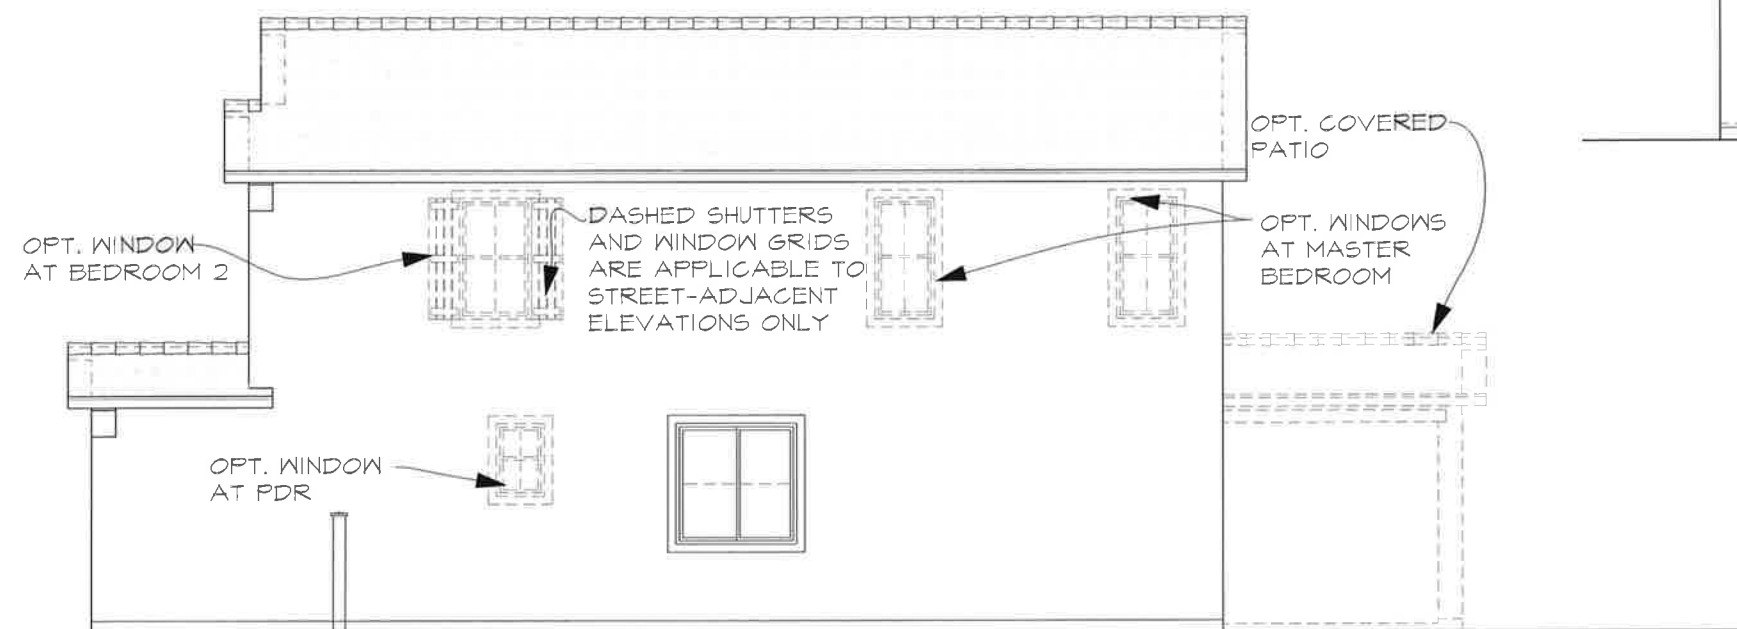 OPT. COVERED
PATIO
OPT. WINDOW
AT BEDROOM 2
DASHED SHUTTERS
AND WINDOW GRIDS
ARE APPLICABLE TO
STREET-ADJACENT
ELEVATIONS ONLY
OPT. WINDOWS
AT MASTER
BEDROOM
OPT. WINDOW
AT PDR